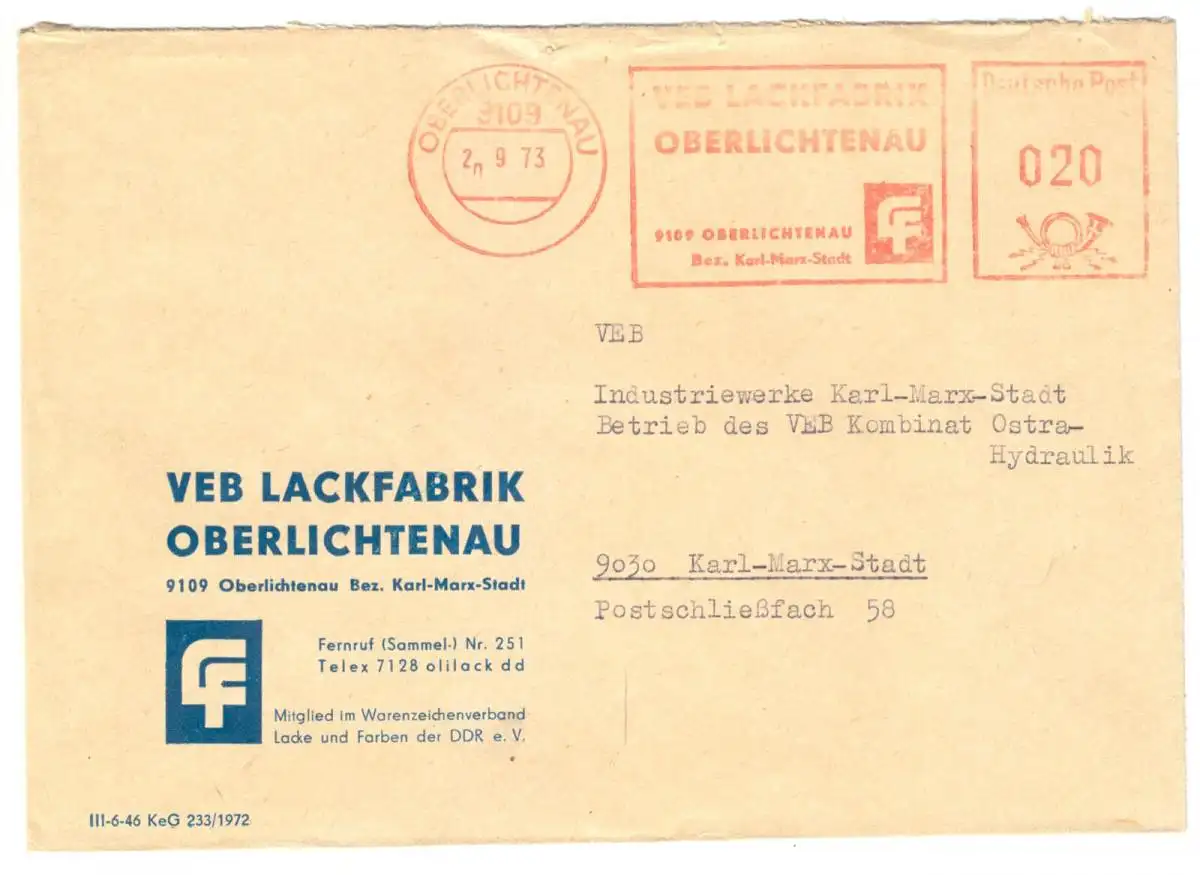 OBERLICHTENAU
9109
9 73
VEB LACKFABRIK
OBERLICHTENAU
9109 OBERLICHTENAU
Bez. Karl-Marx-Stadt
Deutsche Post
020
VEB
Industriewerke Karl-Marx-Stadt
Betrieb des VEB Kombinat Ostra-
Hydraulik
9030 Karl-Marx-Stadt
Postschließfach 58
VEB LACKFABRIK
OBERLICHTENAU
9109 Oberlichtenau Bez. Karl-Marx-Stadt
Fernruf (Sammel-) Nr. 251
Telex 7128 olilack dd
Mitglied im Warenzeichenverband
Lacke und Farben der DDR e. V.
III-6-46 KeG 233/1972